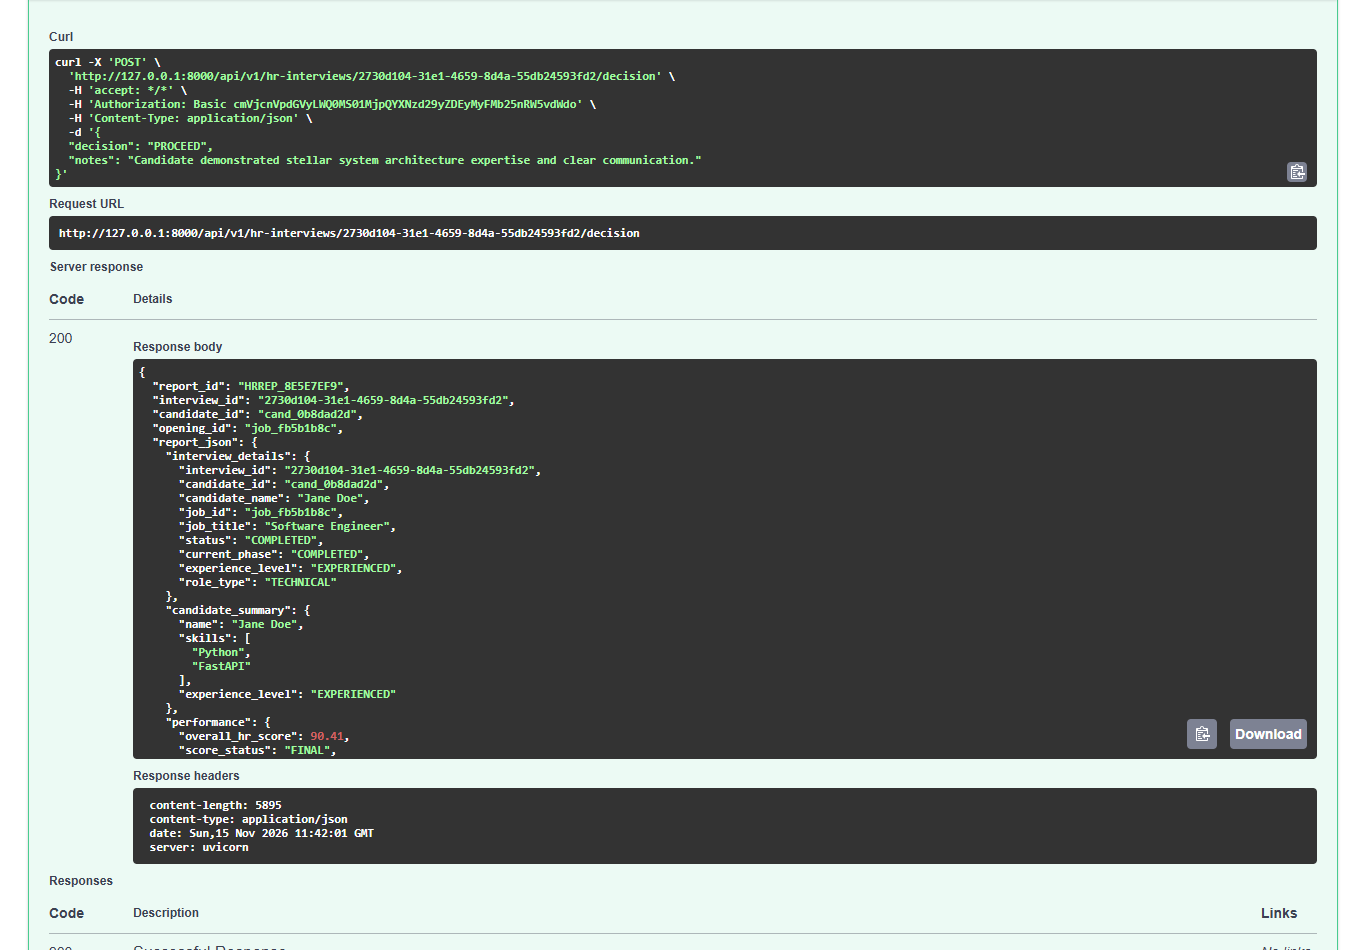 Curl
curl -X 'POST' \
'http://127.0.0.1:8000/api/v1/hr-interviews/2730d104-31e1-4659-8d4a-55db24593fd2/decision' \
-H 'accept: */*' \
-H 'Authorization: Basic cmVjcnVpdGVyLWQ0MS01MjpQYXNzd29yZDEyMyFMb25nRW5vdWdo' \
-H 'Content-Type: application/json' \
-d '{
"decision": "PROCEED",
"notes": "Candidate demonstrated stellar system architecture expertise and clear communication."
}'
Request URL
http://127.0.0.1:8000/api/v1/hr-interviews/2730d104-31e1-4659-8d4a-55db24593fd2/decision
Server response
Code Details
200
Response body
{
"report_id": "HRREP_8E5E7EF9",
"interview_id": "2730d104-31e1-4659-8d4a-55db24593fd2",
"candidate_id": "cand_0b8dad2d",
"opening_id": "job_fb5b1b8c",
"report_json": {
"interview_details": {
"interview_id": "2730d104-31e1-4659-8d4a-55db24593fd2",
"candidate_id": "cand_0b8dad2d",
"candidate_name": "Jane Doe",
"job_id": "job_fb5b1b8c",
"job_title": "Software Engineer",
"status": "COMPLETED",
"current_phase": "COMPLETED",
"experience_level": "EXPERIENCED",
"role_type": "TECHNICAL"
},
"candidate_summary": {
"name": "Jane Doe",
"skills": [
"Python",
"FastAPI"
],
"experience_level": "EXPERIENCED"
},
"performance": {
"overall_hr_score": 90.41,
"score_status": "FINAL",
Download
Response headers
content-length: 5895
content-type: application/json
date: Sun,15 Nov 2026 11:42:01 GMT
server: uvicorn
Responses
Code Description Links
200 Successful Response No links